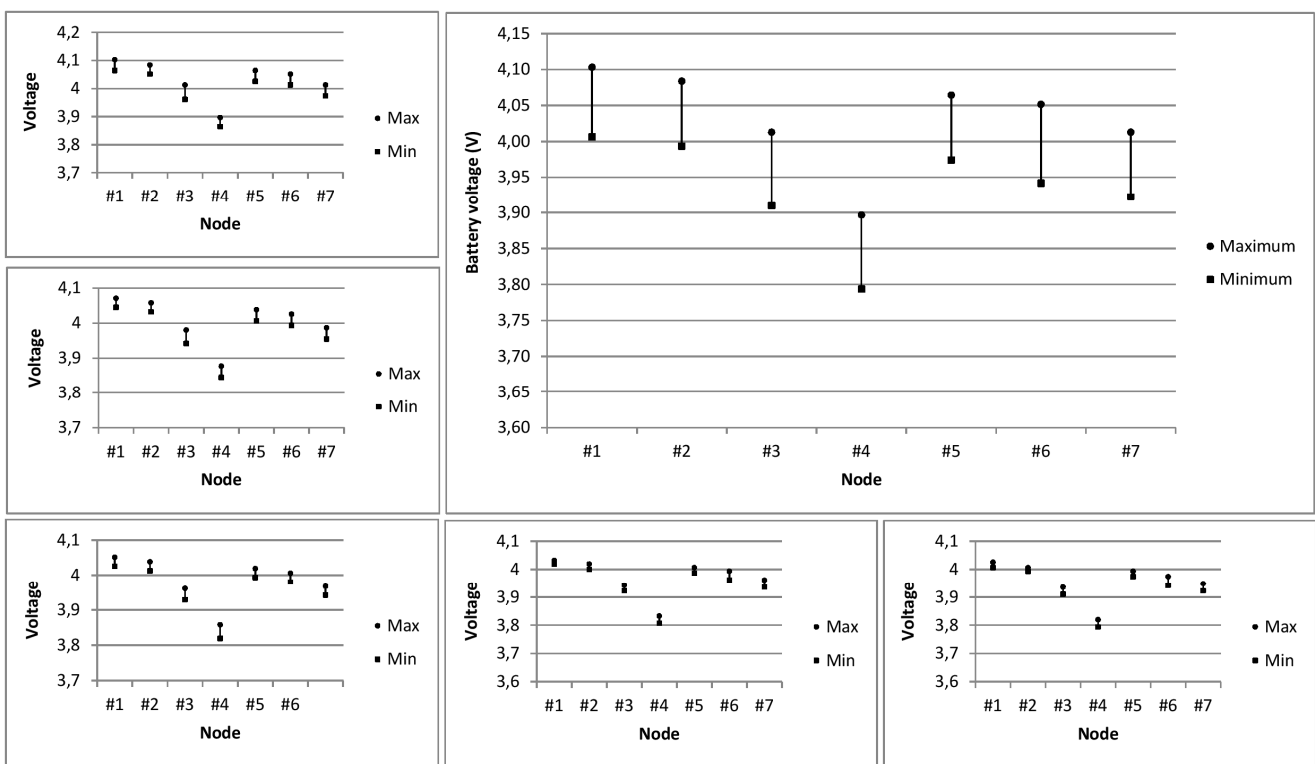 4,2
4,1
4
3,9
3,8
3,7
Voltage
#1 #2 #3 #4 #5 #6 #7
Node
Max
Min
4,15
4,10
4,05
4,00
3,95
3,90
3,85
3,80
3,75
3,70
3,65
3,60
Battery voltage (V)
#1 #2 #3 #4 #5 #6 #7
Node
Maximum
Minimum
4,1
4
3,9
3,8
3,7
Voltage
#1 #2 #3 #4 #5 #6 #7
Node
Max
Min
4,1
4
3,9
3,8
3,7
Voltage
#1 #2 #3 #4 #5 #6
Node
Max
Min
4,1
4
3,9
3,8
3,7
3,6
Voltage
#1 #2 #3 #4 #5 #6 #7
Node
Max
Min
4,1
4
3,9
3,8
3,7
3,6
Voltage
#1 #2 #3 #4 #5 #6 #7
Node
Max
Min